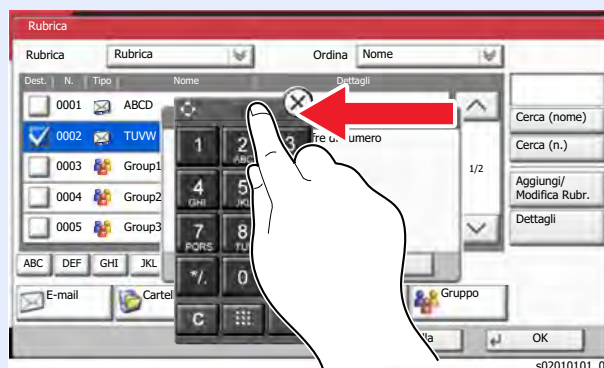 Rubrica
Rubrica Rubrica Ordina Nome
Dest. N. Tipo Nome Dettagli
0001 ABCD
0002 TUVW
0003 Group1
0004 Group2
0005 Group3
1/2
Cerca (nome)
Cerca (n.)
Aggiungi/
Modifica Rubr.
Dettagli
1 2 ABC 3
4 GHI 5 JKL
7 PQRS 8
*/. 0
C
ABC DEF GHI JKL
E-mail Gruppo
OK